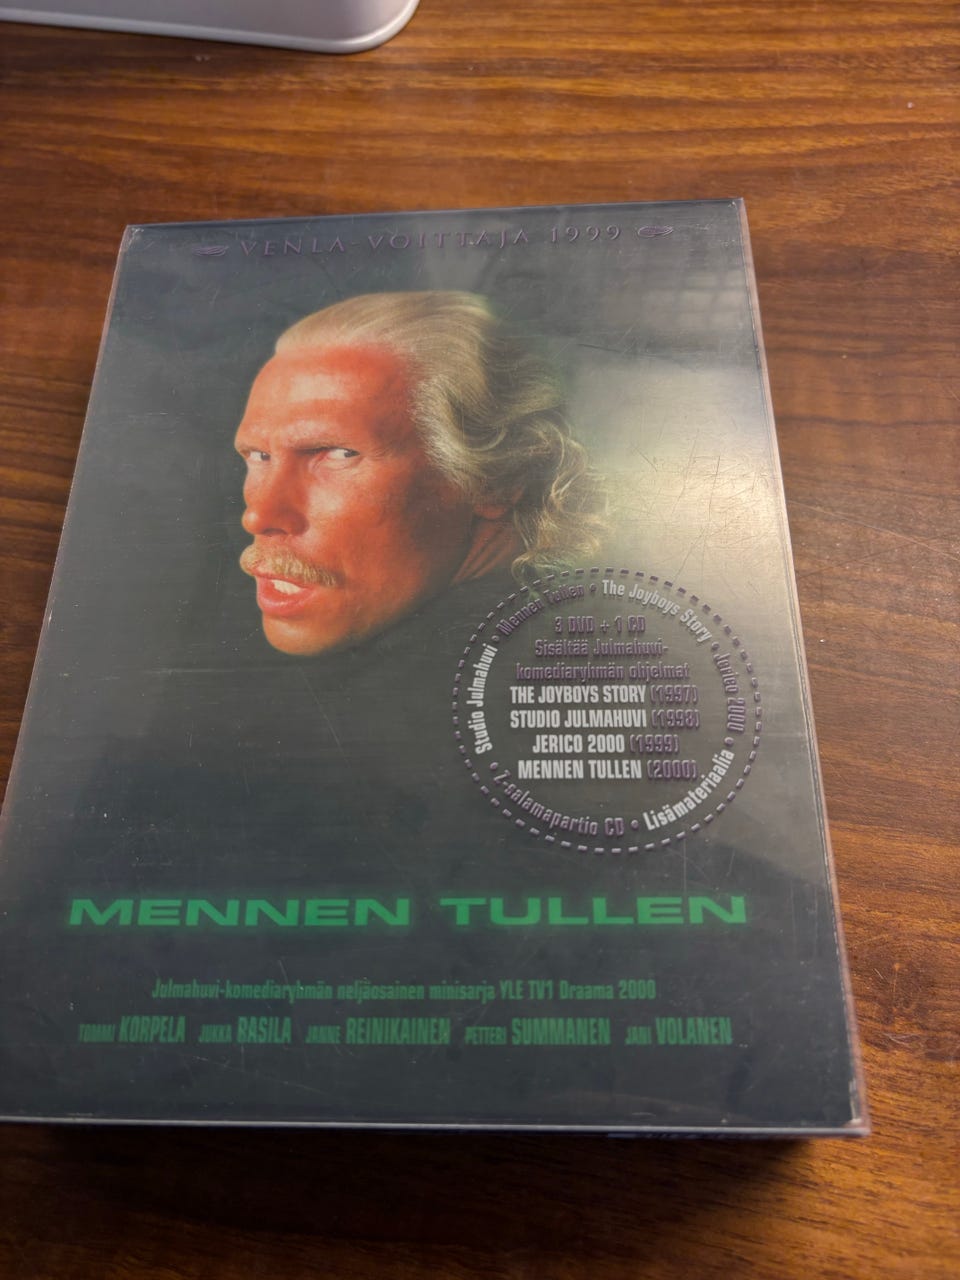 VENLA-VOITTAJA 1999
Studio Julmahuvi • Mennen Tullen • The Joyboys Story • Jerico 2000 • Lisämateriaalia • Z-salamapartio CD •
3 DVD + 1 CD
Sisältää Julmahuvi-
komediaryhmän ohjelmat
THE JOYBOYS STORY (1997)
STUDIO JULMAHUVI (1998)
JERICO 2000 (1999)
MENNEN TULLEN (2000)
MENNEN TULLEN
Julmahuvi-komediaryhmän neljäosainen minisarja YLE TV1 Draama 2000
TOMMI KORPELA JUKKA RASILA JANNE REINIKAINEN PETTERI SUMMANEN JANI VOLANEN